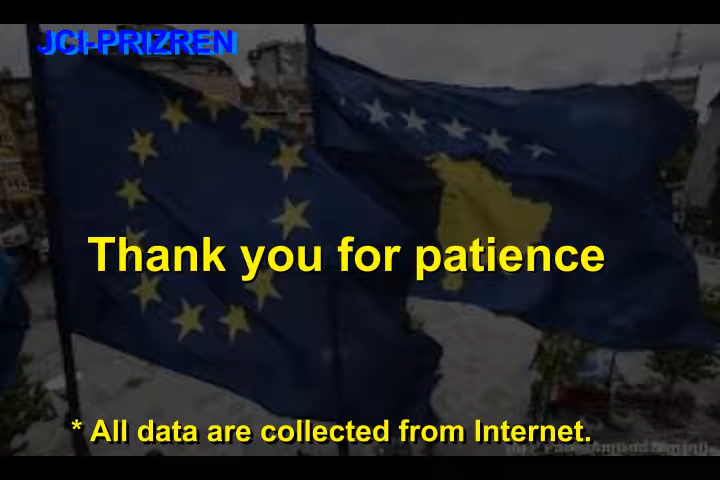 JCI-PRIZREN
Thank you for patience
* All data are collected from Internet.